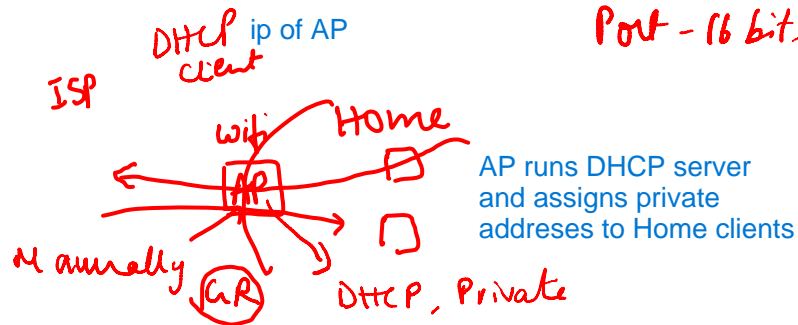 DHCP ip of AP
client
Port - 16 bits
ISP
wifi
Home
AP
AP runs DHCP server
and assigns private
addreses to Home clients
Manually
GR
DHCP, Private